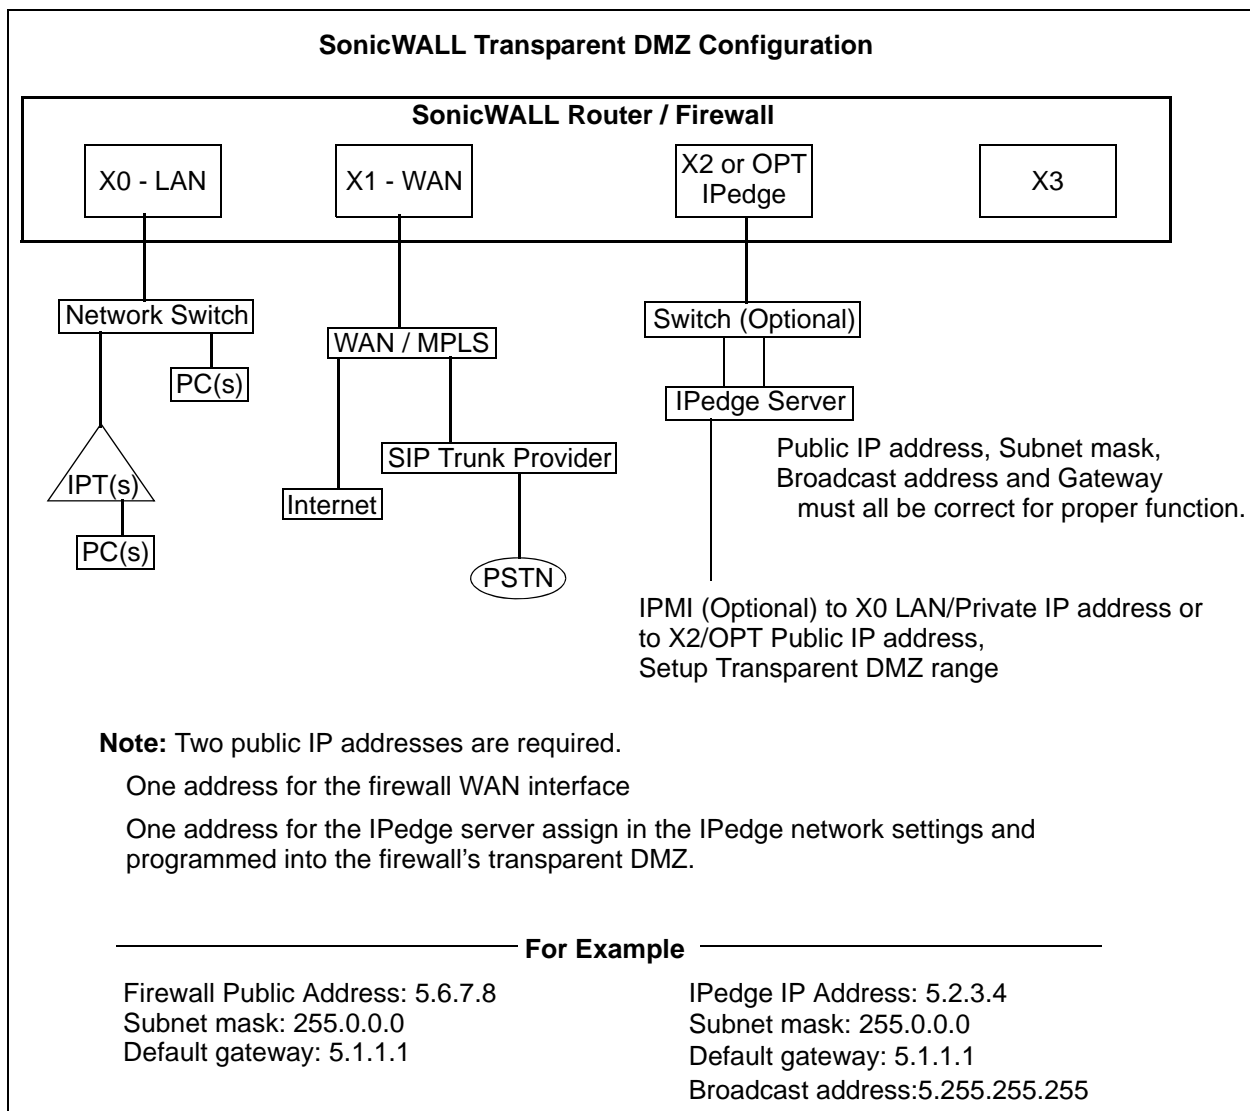 SonicWALL Transparent DMZ Configuration
SonicWALL Router / Firewall
X0 - LAN
X1 - WAN
X2 or OPT
IPedge
X3
Network Switch
PC(s)
IPT(s)
PC(s)
WAN / MPLS
SIP Trunk Provider
Internet
PSTN
Switch (Optional)
IPedge Server
Public IP address, Subnet mask,
Broadcast address and Gateway
must all be correct for proper function.
IPMI (Optional) to X0 LAN/Private IP address or
to X2/OPT Public IP address,
Setup Transparent DMZ range
Note: Two public IP addresses are required.
One address for the firewall WAN interface
One address for the IPedge server assign in the IPedge network settings and
programmed into the firewall's transparent DMZ.
For Example
Firewall Public Address: 5.6.7.8
Subnet mask: 255.0.0.0
Default gateway: 5.1.1.1
IPedge IP Address: 5.2.3.4
Subnet mask: 255.0.0.0
Default gateway: 5.1.1.1
Broadcast address:5.255.255.255